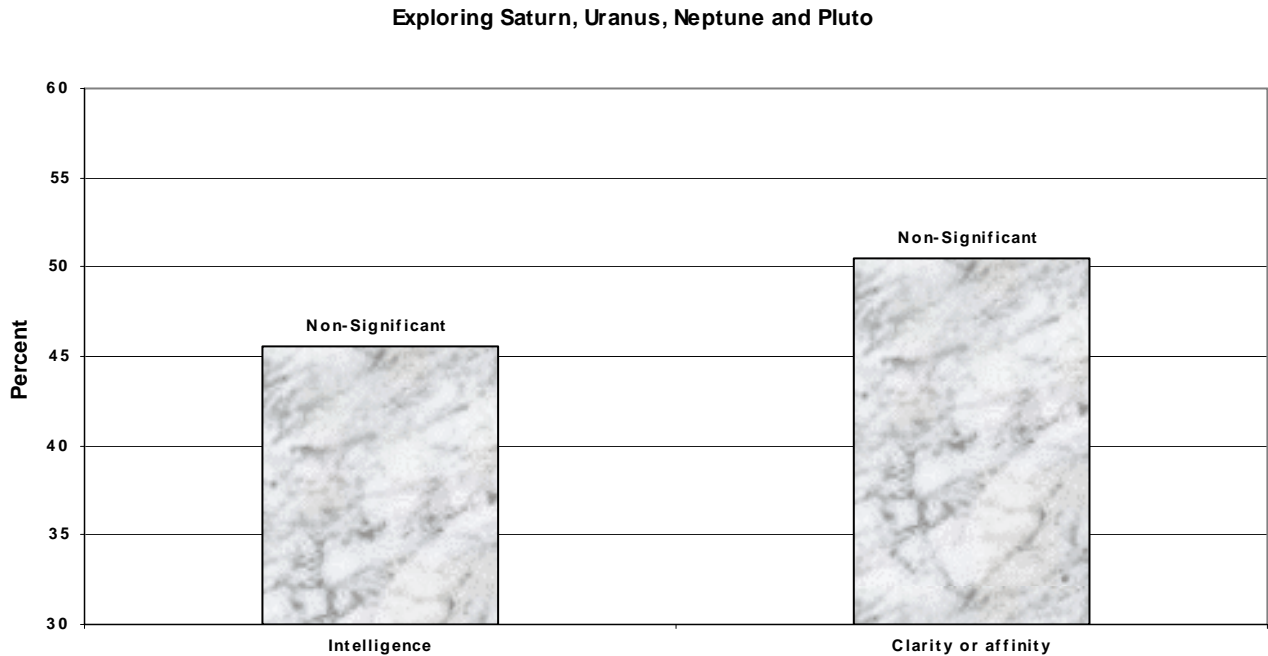 Exploring Saturn, Uranus, Neptune and Pluto
60
55
Non-Significant
50
Non-Significant
45
Percent
40
35
30
Intelligence
Clarity or affinity